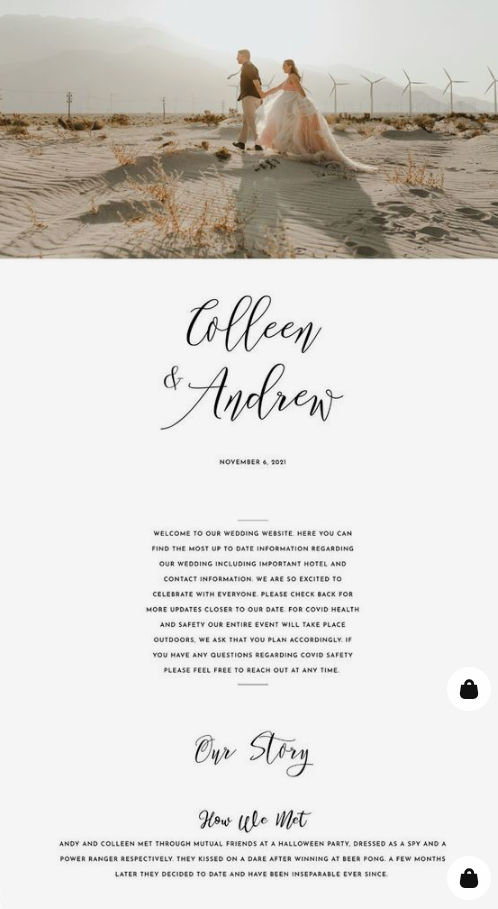 Colleen
& Andrew
NOVEMBER 6, 2021
WELCOME TO OUR WEDDING WEBSITE. HERE YOU CAN
FIND THE MOST UP TO DATE INFORMATION REGARDING
OUR WEDDING INCLUDING IMPORTANT HOTEL AND
CONTACT INFORMATION. WE ARE SO EXCITED TO
CELEBRATE WITH EVERYONE. PLEASE CHECK BACK FOR
MORE UPDATES CLOSER TO OUR DATE. FOR COVID HEALTH
AND SAFETY OUR ENTIRE EVENT WILL TAKE PLACE
OUTDOORS, WE ASK THAT YOU PLAN ACCORDINGLY. IF
YOU HAVE ANY QUESTIONS REGARDING COVID SAFETY
PLEASE FEEL FREE TO REACH OUT AT ANY TIME.
Our Story
How We Met
ANDY AND COLLEEN MET THROUGH MUTUAL FRIENDS AT A HALLOWEEN PARTY, DRESSED AS A SPY AND A
POWER RANGER RESPECTIVELY. THEY KISSED ON A DARE AFTER WINNING AT BEER PONG. A FEW MONTHS
LATER THEY DECIDED TO DATE AND HAVE BEEN INSEPARABLE EVER SINCE.